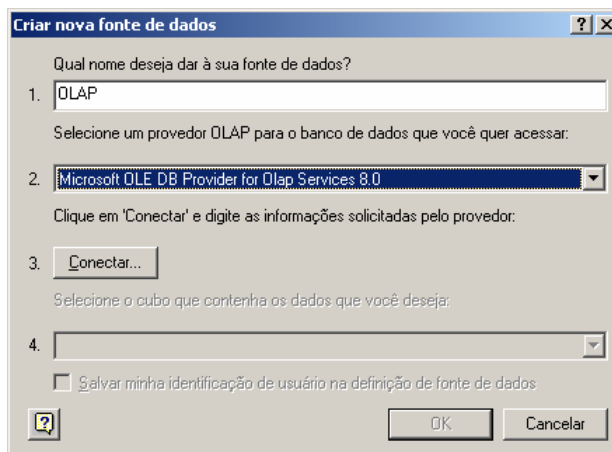 Criar nova fonte de dados
Qual nome deseja dar à sua fonte de dados?
1. OLAP
Selecione um provedor OLAP para o banco de dados que você quer acessar:
2. Microsoft OLE DB Provider for Olap Services 8.0
Clique em 'Conectar' e digite as informações solicitadas pelo provedor:
3. Conectar...
Selecione o cubo que contenha os dados que você deseja:
4.
Salvar minha identificação de usuário na definição de fonte de dados
OK Cancelar